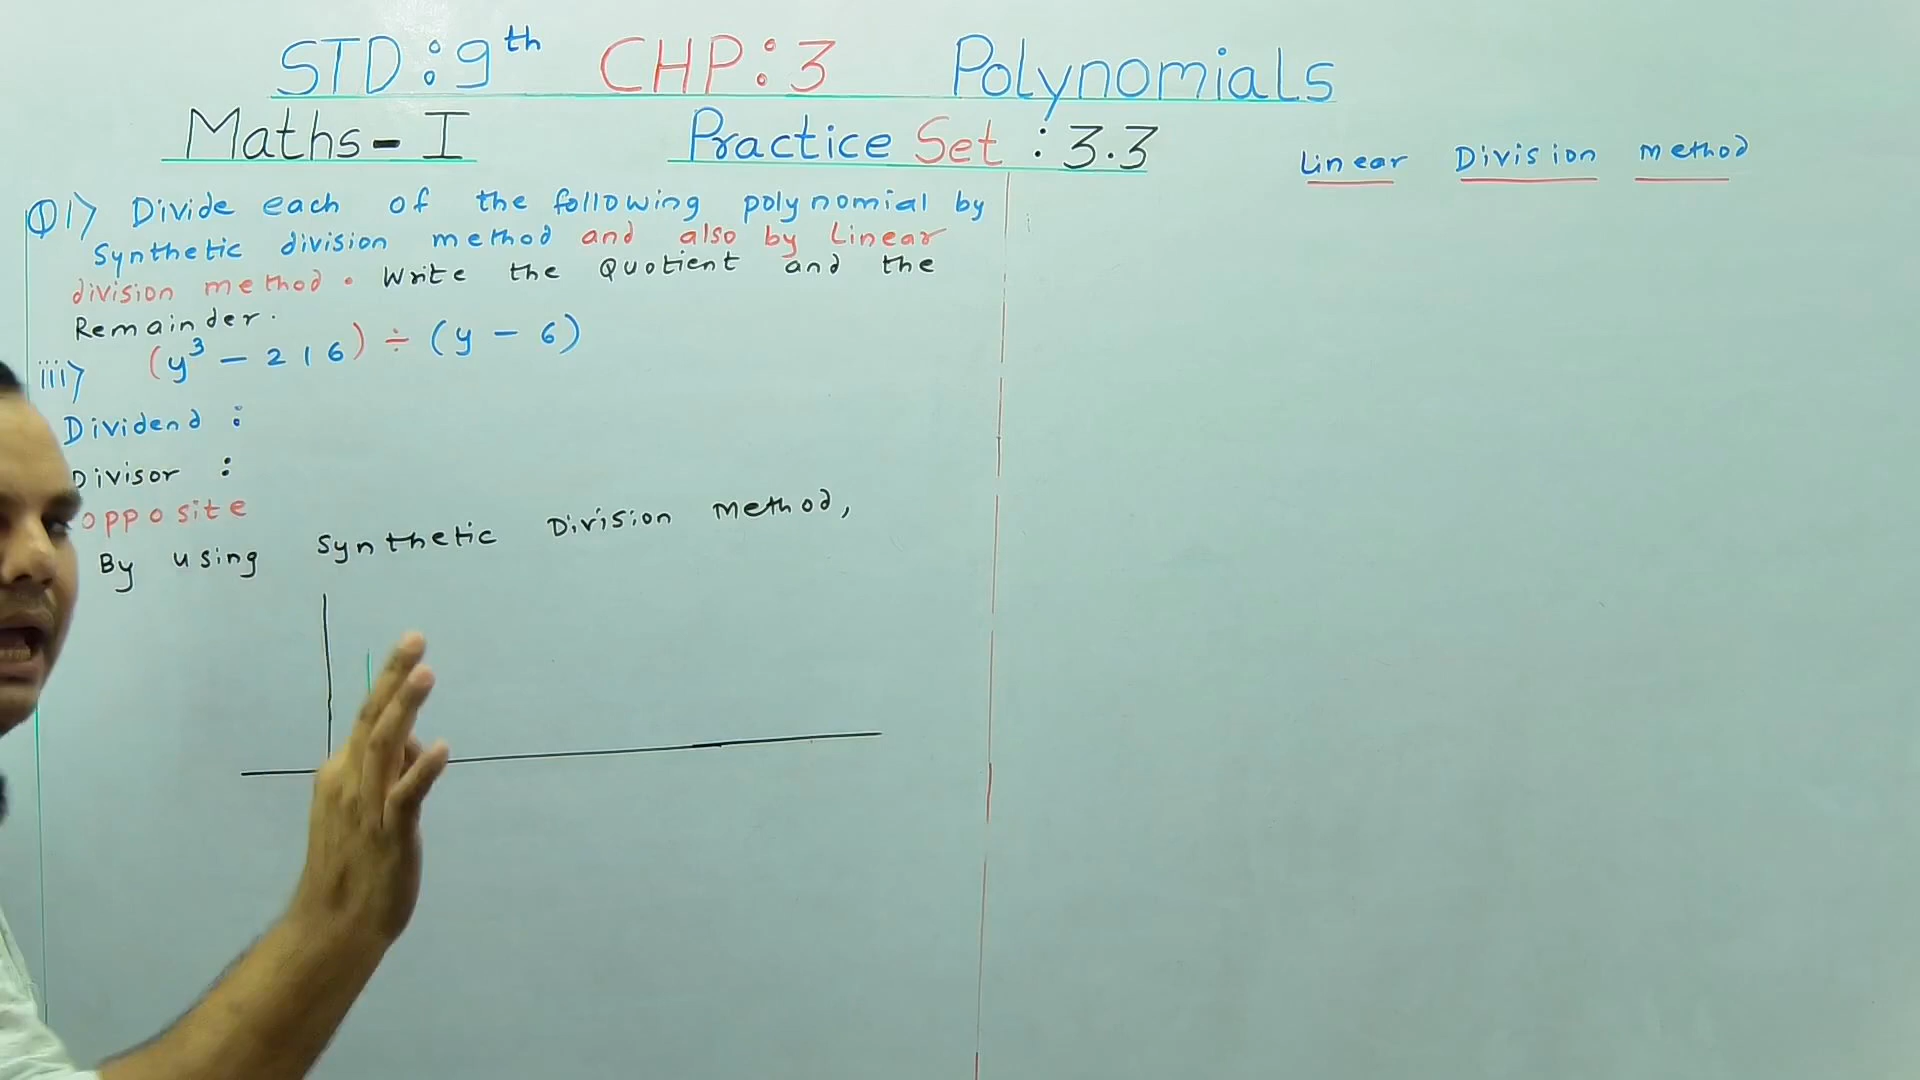 STD:9th CHP:3 Polynomials
Maths-I Practice Set :3.3
Q1) Divide each of the following polynomial by
Synthetic division method and also by Linear
division method. Write the Quotient and the
Remainder.
iii) (y³ - 216) ÷ (y - 6)
Dividend :
Divisor :
opposite
By using Synthetic Division Method,
Linear Division Method